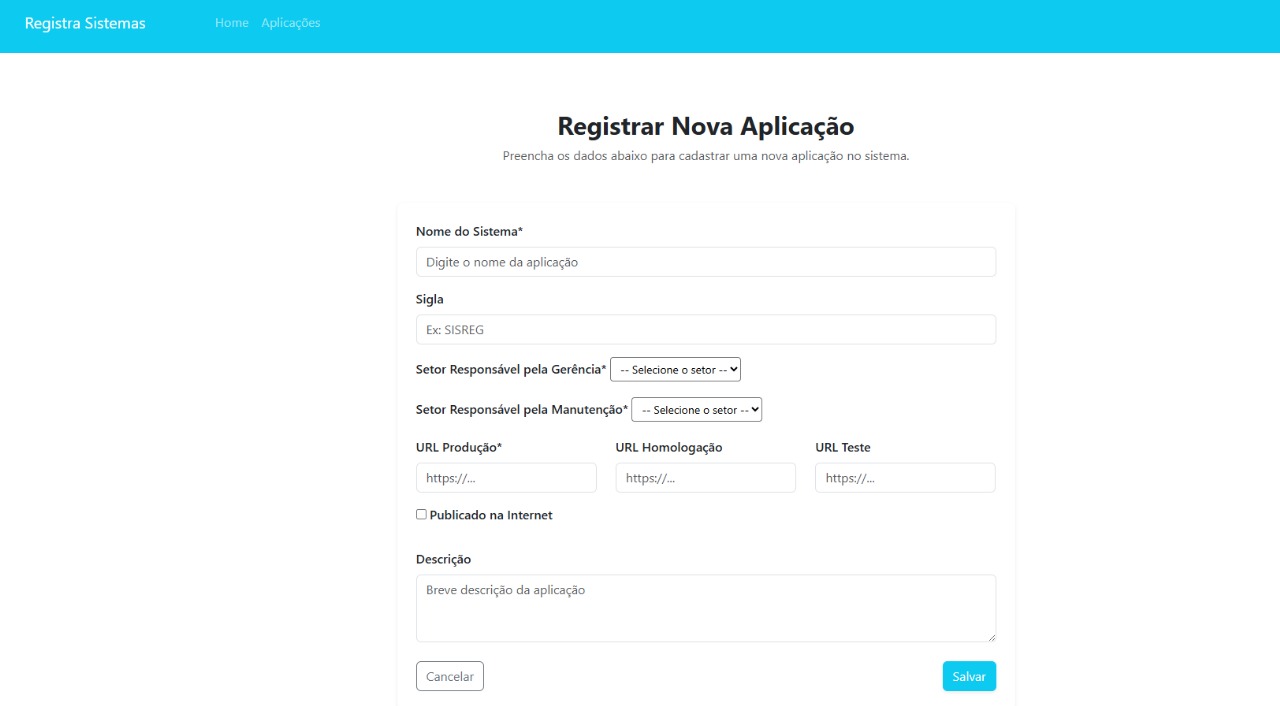 Registra Sistemas Home Aplicações
Registrar Nova Aplicação
Preencha os dados abaixo para cadastrar uma nova aplicação no sistema.
Nome do Sistema*
Digite o nome da aplicação
Sigla
Ex: SISREG
Setor Responsável pela Gerência* -- Selecione o setor --
Setor Responsável pela Manutenção* -- Selecione o setor --
URL Produção* URL Homologação URL Teste
https://... https://... https://...
Publicado na Internet
Descrição
Breve descrição da aplicação
Cancelar Salvar